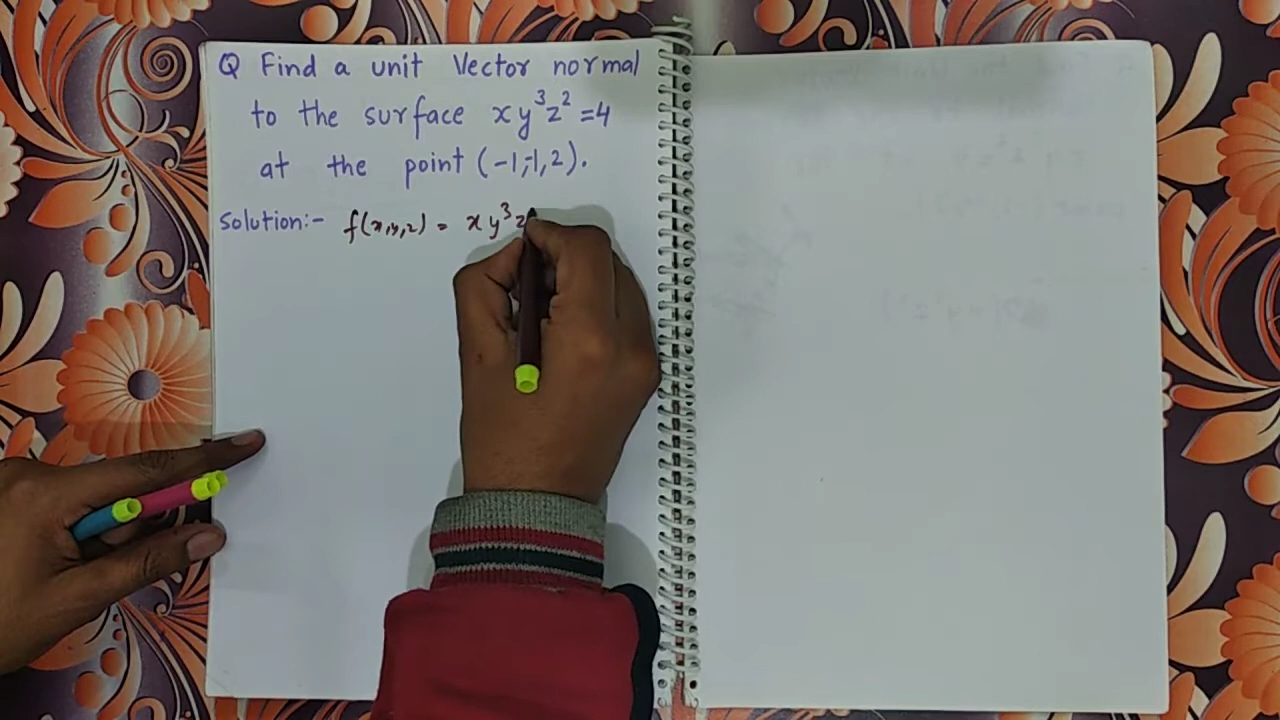 Q Find a unit Vector normal
to the surface xy³z² =4
at the point (-1,-1,2).
Solution:- f(x,y,z) = xy³z